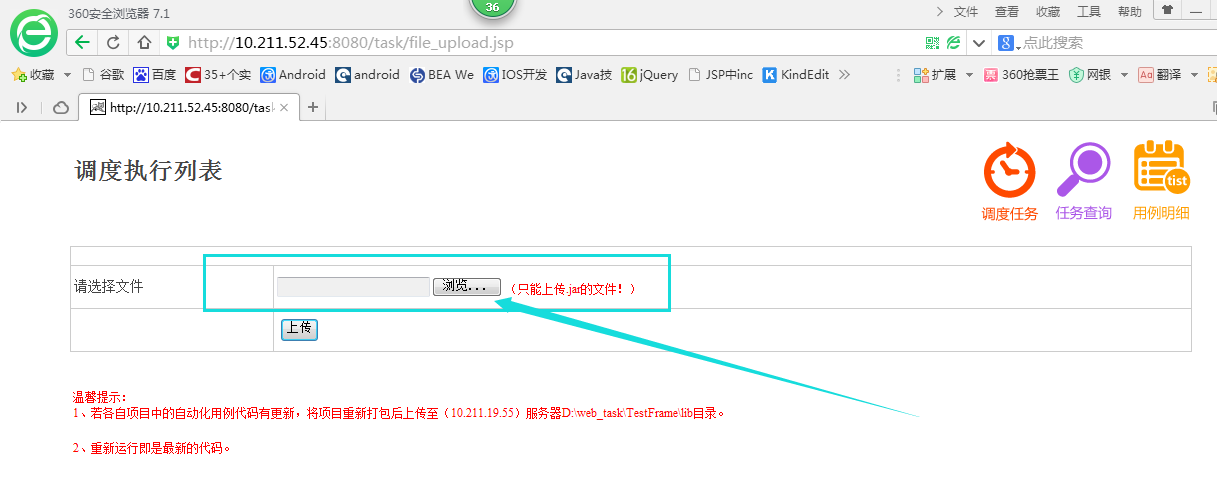 36
360安全浏览器 7.1
文件 查看 收藏 工具 帮助
http://10.211.52.45:8080/task/file_upload.jsp
点此搜索
收藏 谷歌 百度 35+个实 Android android BEA We IOS开发 Java技 jQuery JSP中inc KindEdit 扩展 360抢票王 网银 翻译
http://10.211.52.45:8080/tas
调度执行列表
tist
调度任务 任务查询 用例明细
请选择文件 浏览... （只能上传.jar的文件！）
上传
温馨提示：
1、若各自项目中的自动化用例代码有更新，将项目重新打包后上传至（10.211.19.55）服务器D:\web_task\TestFrame\lib目录。
2、重新运行即是最新的代码。